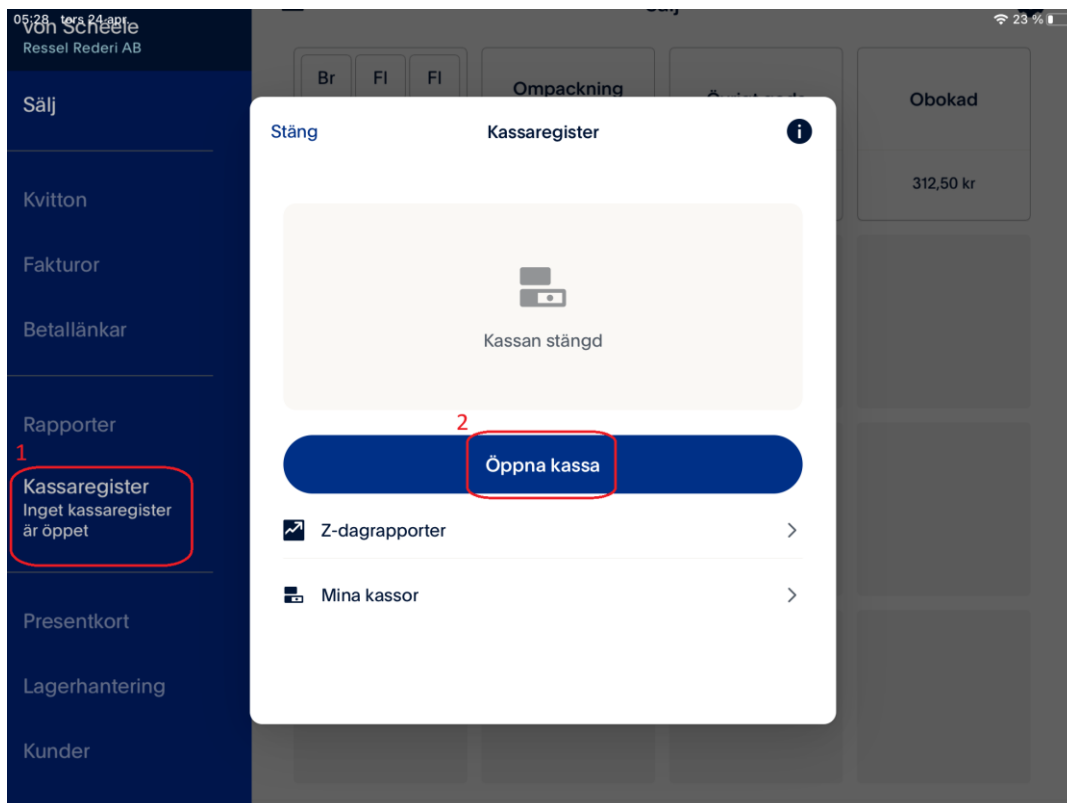 05:28 tors 24 apr.
23 %
von Scheele
Ressel Rederi AB
Sälj
Kvitton
Fakturor
Betallänkar
Rapporter
1
Kassaregister
Inget kassaregister
är öppet
Presentkort
Lagerhantering
Kunder
Br
Fl
Fl
Ompackning
Obokad
312,50 kr
Stäng
Kassaregister
Kassan stängd
2
Öppna kassa
Z-dagrapporter
Mina kassor